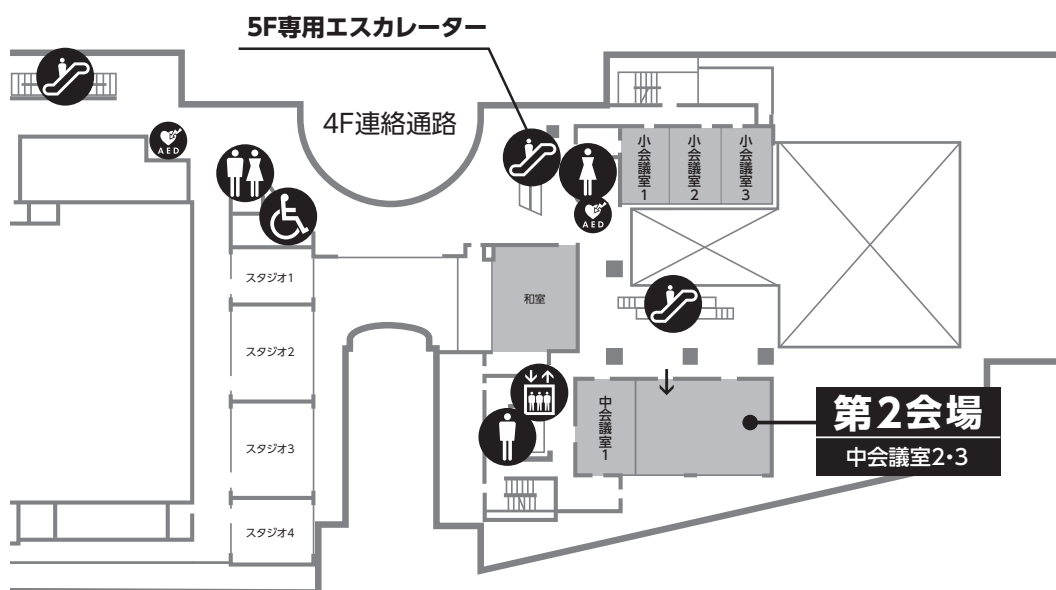 5F専用エスカレーター
4F連絡通路
AED
小会議室1
小会議室2
小会議室3
AED
スタジオ1
和室
スタジオ2
中会議室1
第2会場
中会議室2・3
スタジオ3
スタジオ4